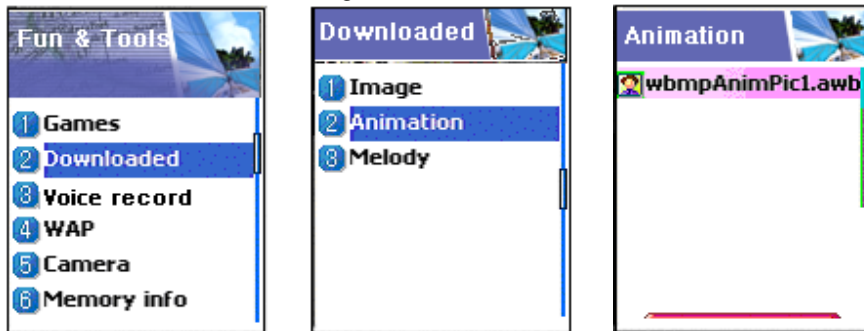 Fun & Tools
1 Games
2 Downloaded
3 Voice record
4 WAP
5 Camera
6 Memory info
Downloaded
1 Image
2 Animation
3 Melody
Animation
wbmpAnimPic1.awb